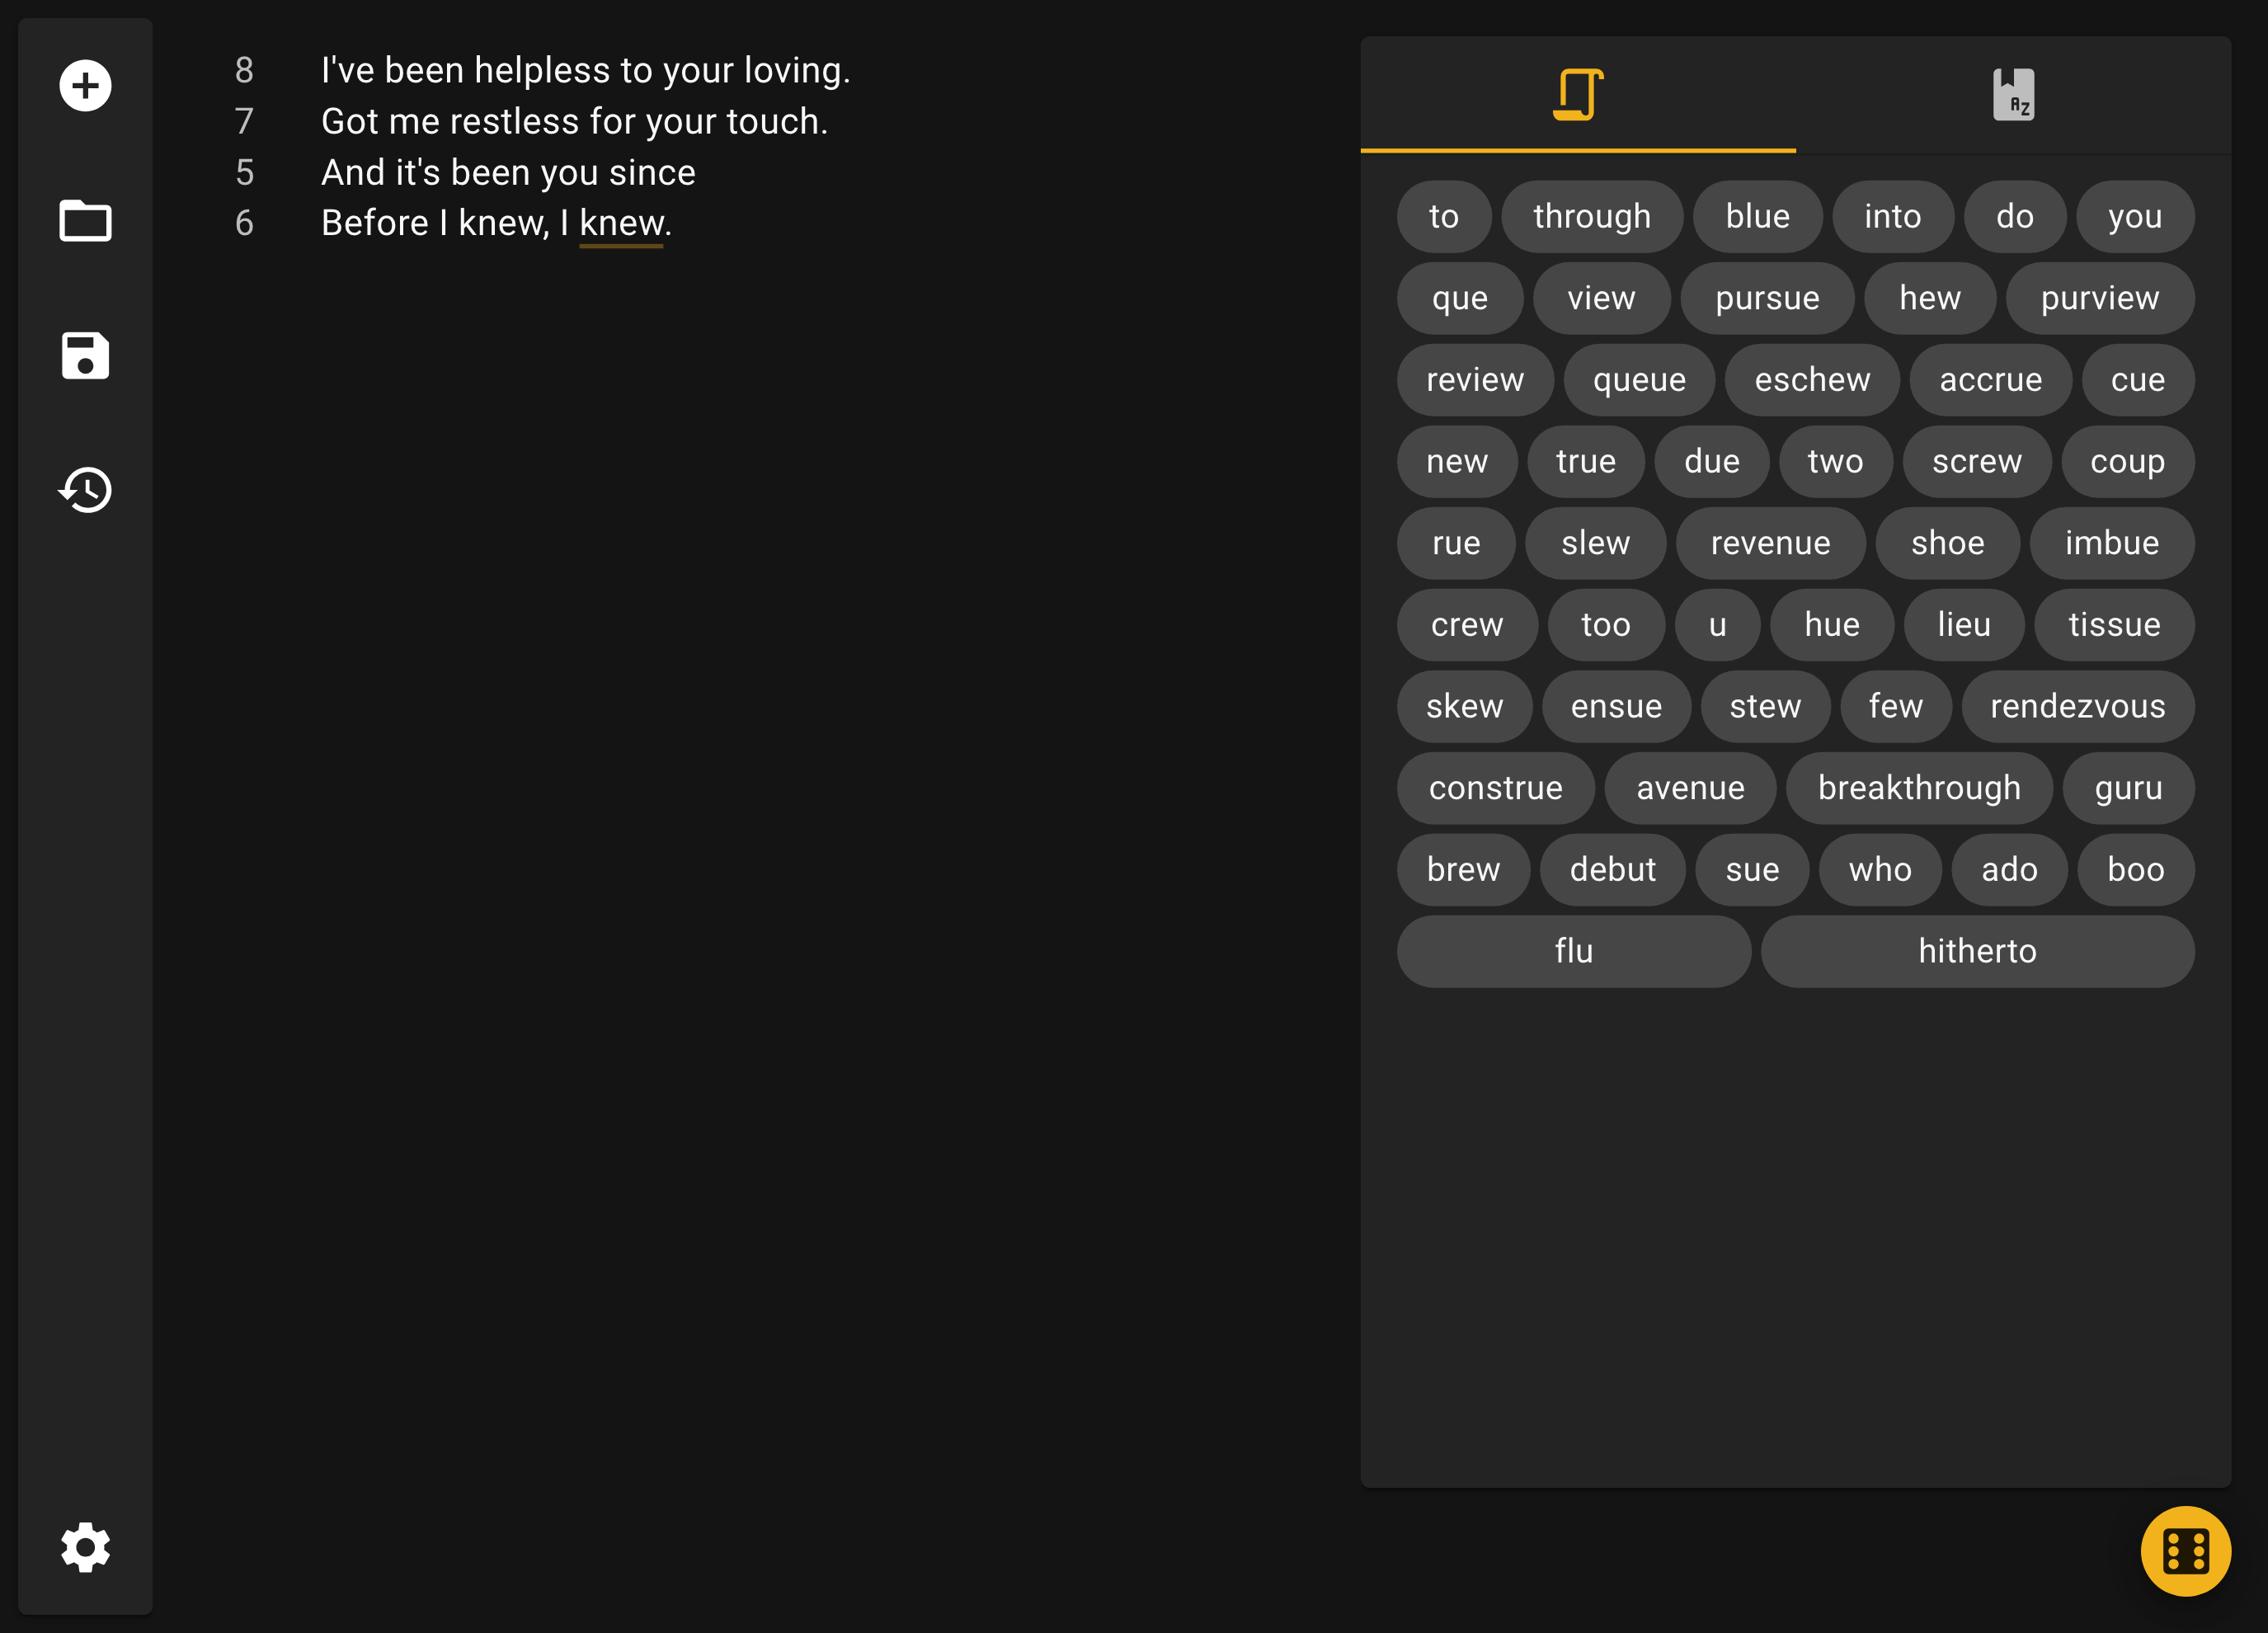 8 I've been helpless to your loving.
7 Got me restless for your touch.
5 And it's been you since
6 Before I knew, I knew.
AZ
to through blue into do you
que view pursue hew purview
review queue eschew accrue cue
new true due two screw coup
rue slew revenue shoe imbue
crew too u hue lieu tissue
skew ensue stew few rendezvous
construe avenue breakthrough guru
brew debut sue who ado boo
flu hitherto